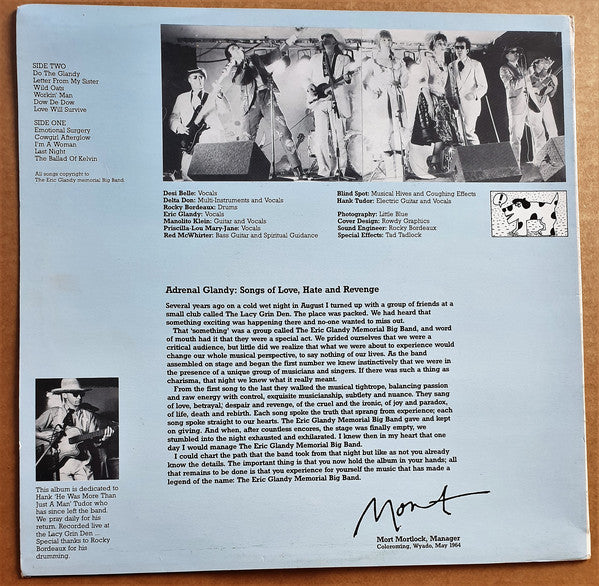 SIDE TWO
Do The Glandy
Letter From My Sister
Wild Oats
Workin' Man
Dow De Dow
Love Will Survive
SIDE ONE
Emotional Surgery
Cowgirl Afterglow
I'm A Woman
Last Night
The Ballad Of Kelvin
All songs copyright to
The Eric Glandy memorial Big Band.
Desi Belle: Vocals
Delta Don: Multi-Instruments and Vocals
Rocky Bordeaux: Drums
Eric Glandy: Vocals
Manolito Klein: Guitar and Vocals
Priscilla-Lou Mary-Jane: Vocals
Red McWhirter: Bass Guitar and Spiritual Guidance
Blind Spot: Musical Hives and Coughing Effects
Hank Tudor: Electric Guitar and Vocals
Photography: Little Blue
Cover Design: Rowdy Graphics
Sound Engineer: Rocky Bordeaux
Special Effects: Tad Tadlock
!
Adrenal Glandy: Songs of Love, Hate and Revenge
Several years ago on a cold wet night in August I turned up with a group of friends at a
small club called The Lacy Grin Den. The place was packed. We had heard that
something exciting was happening there and no-one wanted to miss out.
That 'something' was a group called The Eric Glandy Memorial Big Band, and word
of mouth had it that they were a special act. We prided ourselves that we were a
critical audience, but little did we realize that what we were about to experience would
change our whole musical perspective, to say nothing of our lives. As the band
assembled on stage and began the first number we knew instinctively that we were in
the presence of a unique group of musicians and singers. If there was such a thing as
charisma, that night we knew what it really meant.
From the first song to the last they walked the musical tightrope, balancing passion
and raw energy with control, exquisite musicianship, subtlety and nuance. They sang
of love, betrayal, despair and revenge, of the cruel and the ironic, of joy and paradox,
of life, death and rebirth. Each song spoke the truth that sprang from experience; each
song spoke straight to our hearts. The Eric Glandy Memorial Big Band gave and kept
on giving. And when, after countless encores, the stage was finally empty, we
stumbled into the night exhausted and exhilarated. I knew then in my heart that one
day I would manage The Eric Glandy Memorial Big Band.
I could chart the path that the band took from that night but like as not you already
know the details. The important thing is that you now hold the album in your hands; all
that remains to be done is that you experience for yourself the music that has made a
legend of the name: The Eric Glandy Memorial Big Band.
Mort
Mort Mortlock, Manager
Coloroming, Wyado, May 1984
This album is dedicated to
Hank 'He Was More Than
Just A Man' Tudor who
has since left the band.
We pray daily for his
return. Recorded live at
the Lacy Grin Den ...
Special thanks to Rocky
Bordeaux for his
drumming.